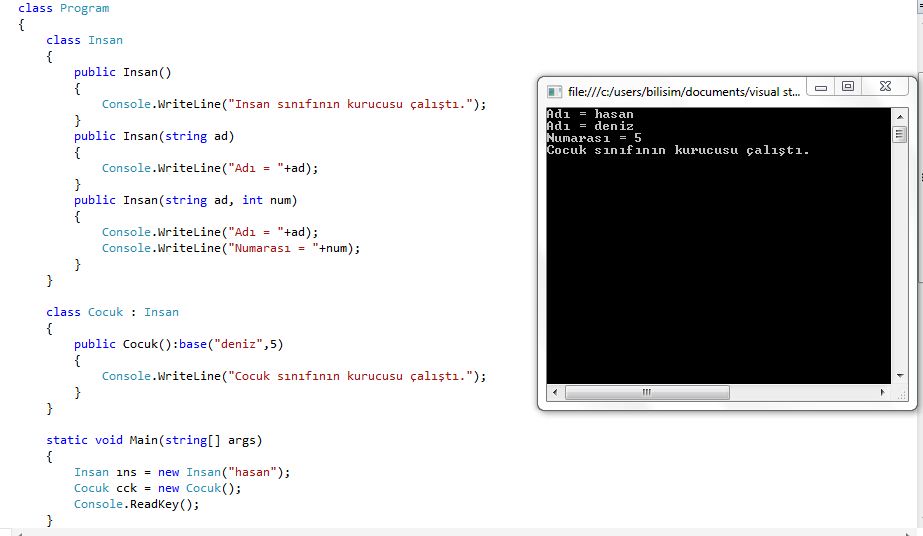 class Program
{
class Insan
{
public Insan()
{
Console.WriteLine("Insan sınıfının kurucusu çalıştı.");
}
public Insan(string ad)
{
Console.WriteLine("Adı = "+ad);
}
public Insan(string ad, int num)
{
Console.WriteLine("Adı = "+ad);
Console.WriteLine("Numarası = "+num);
}
}
class Cocuk : Insan
{
public Cocuk():base("deniz",5)
{
Console.WriteLine("Cocuk sınıfının kurucusu çalıştı.");
}
}
static void Main(string[] args)
{
Insan ıns = new Insan("hasan");
Cocuk cck = new Cocuk();
Console.ReadKey();
}
file:///c:/users/bilisim/documents/visual st...
Adı = hasan
Adı = deniz
Numarası = 5
Cocuk sınıfının kurucusu çalıştı.